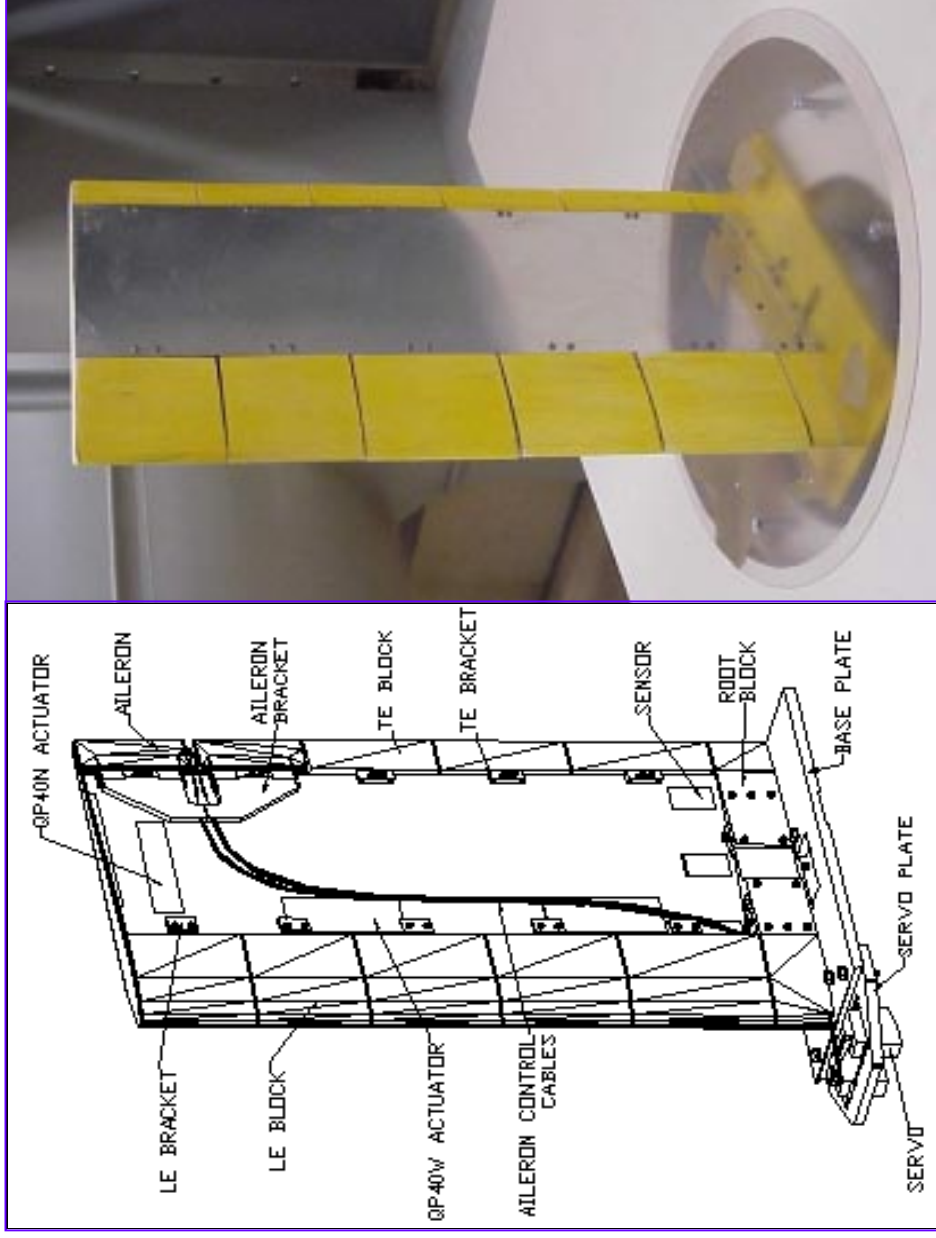 QP40N ACTUATOR
AILERON
AILERON
BRACKET
TE BLOCK
TE BRACKET
SENSOR
ROOT
BLOCK
BASE PLATE
LE BRACKET
LE BLOCK
QP40W ACTUATOR
AILERON CONTROL
CABLES
SERVO PLATE
SERVO